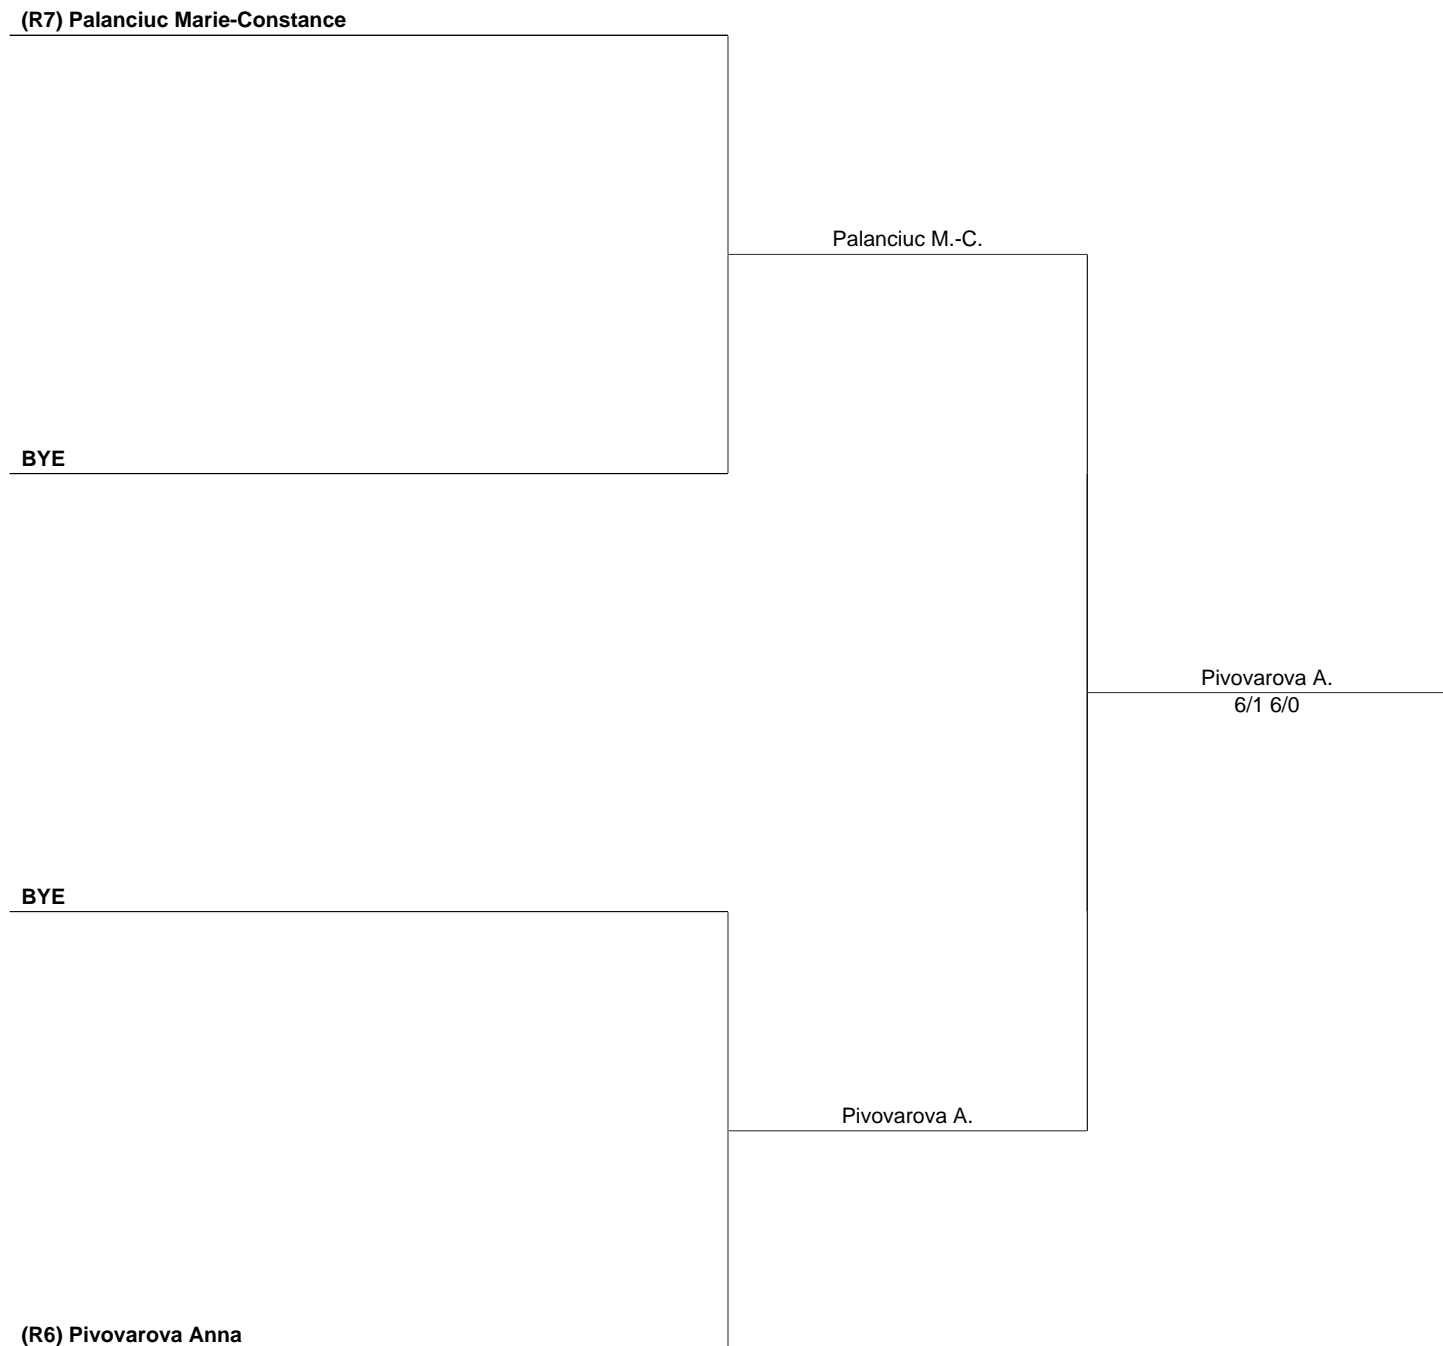 (R7) Palanciuc Marie-Constance
Palanciuc M.-C.
BYE
Pivovarova A.
6/1 6/0
BYE
Pivovarova A.
(R6) Pivovarova Anna